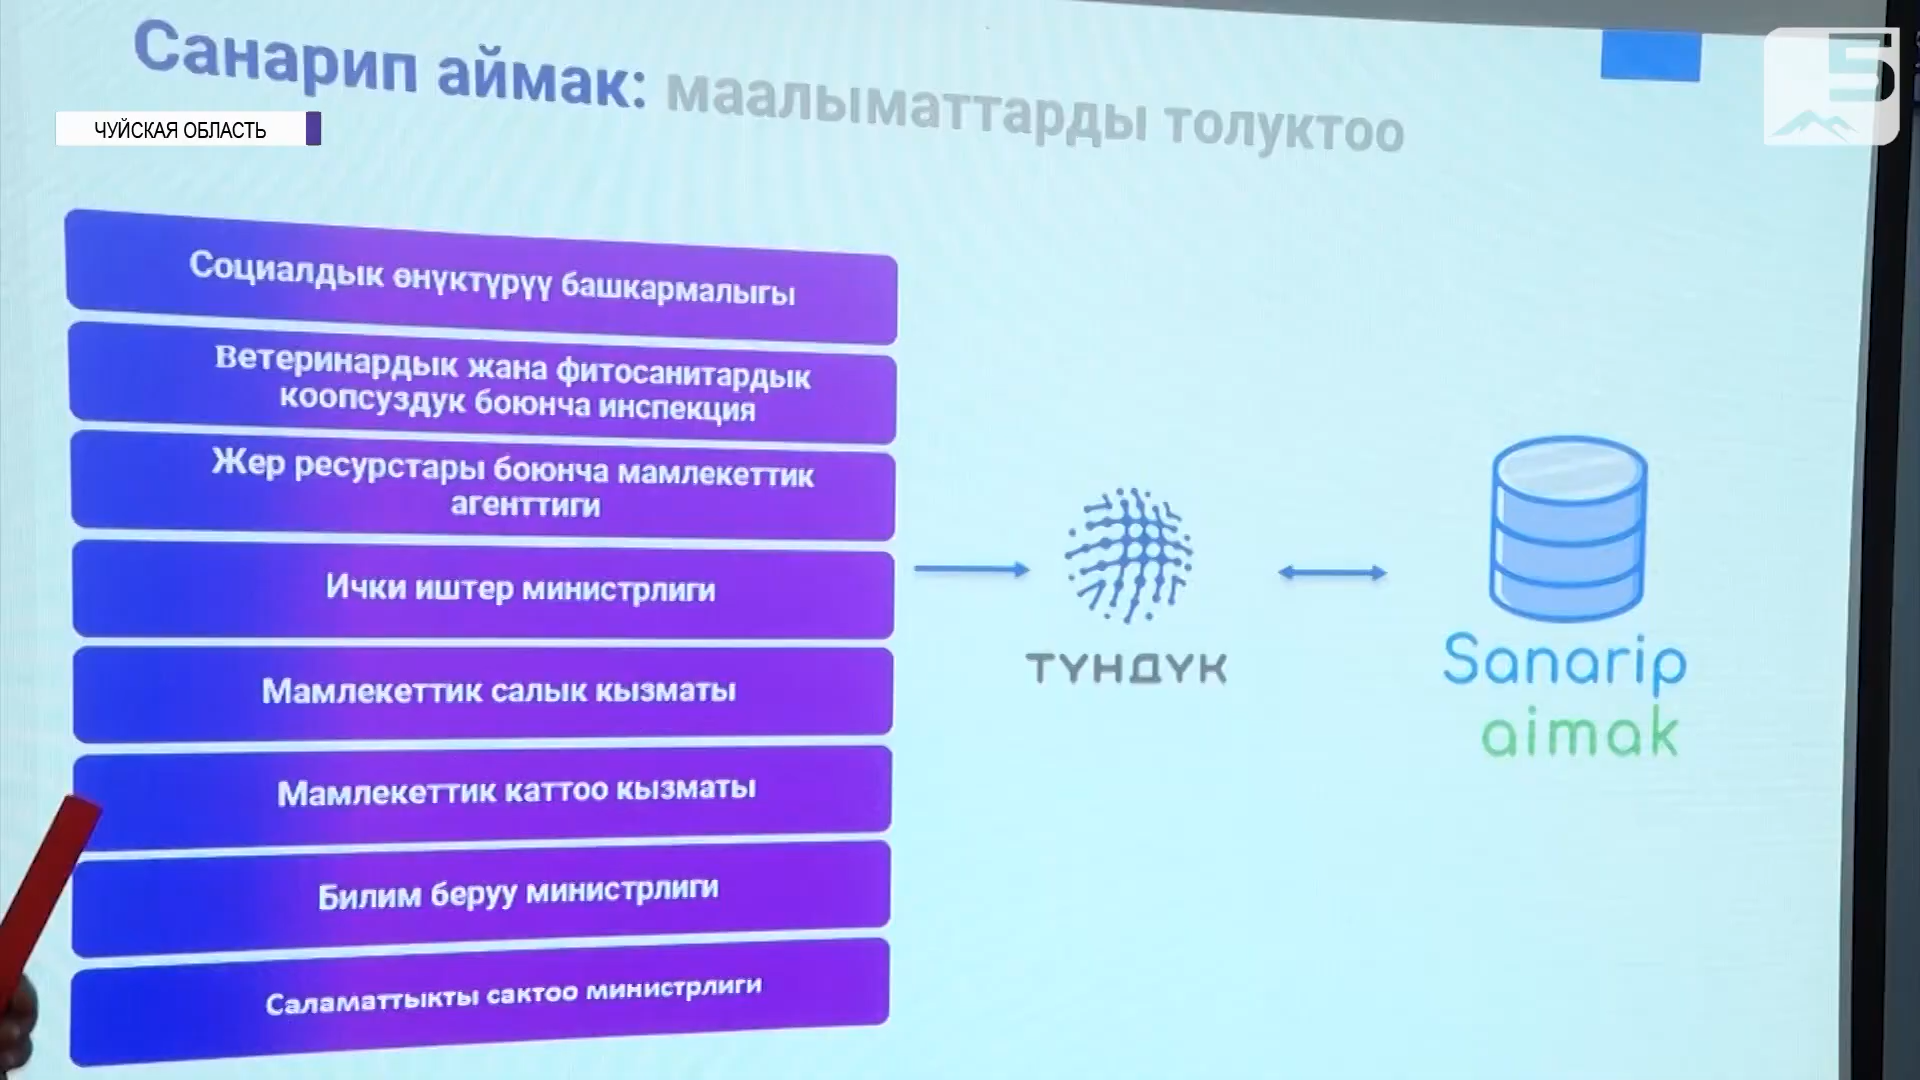 Санарип аймак: маалыматтарды толуктоо
ЧУЙСКАЯ ОБЛАСТЬ
5
Социалдык өнүктүрүү башкармалыгы
Ветеринардык жана фитосанитардык
коопсуздук боюнча инспекция
Жер ресурстары боюнча мамлекеттик
агенттиги
Ички иштер министрлиги
Мамлекеттик салык кызматы
Мамлекеттик каттоо кызматы
Билим беруу министрлиги
Саламаттыкты сактоо министрлиги
ТҮНДҮК
Sanarip
aimak